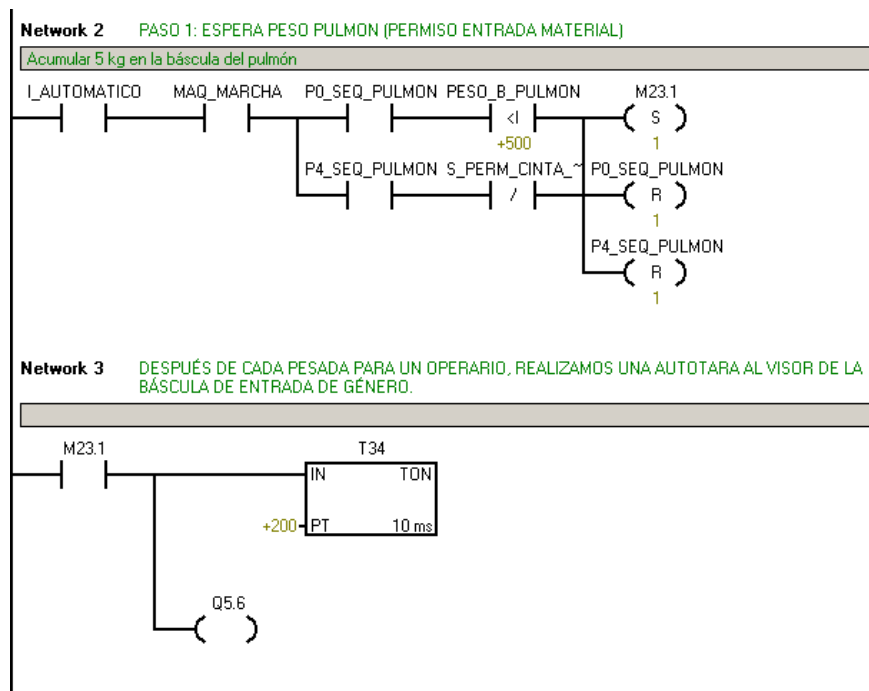 Network 2 PASO 1: ESPERA PESO PULMON (PERMISO ENTRADA MATERIAL)
Acumular 5 kg en la báscula del pulmón
I_AUTOMATICO MAQ_MARCHA P0_SEQ_PULMON PESO_B_PULMON M23.1
<I S
+500 1
P4_SEQ_PULMON S_PERM_CINTA_~ P0_SEQ_PULMON
/ R
1
P4_SEQ_PULMON
R
1
Network 3 DESPUÉS DE CADA PESADA PARA UN OPERARIO, REALIZAMOS UNA AUTOTARA AL VISOR DE LA
BÁSCULA DE ENTRADA DE GÉNERO.
M23.1 T34
IN TON
+200 PT 10 ms
Q5.6